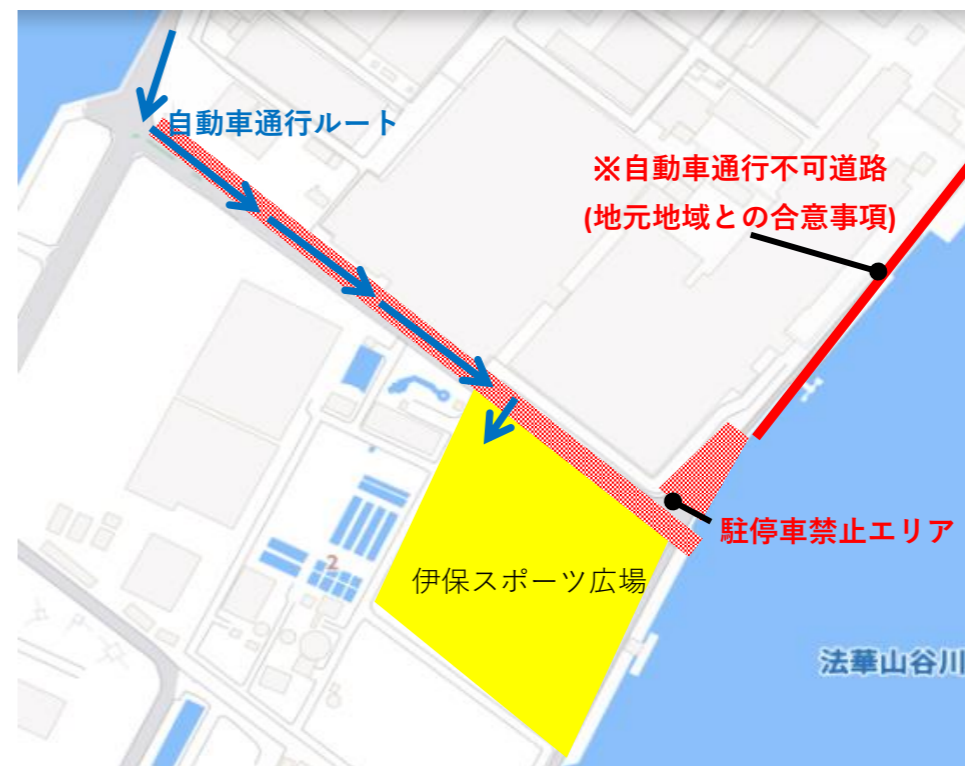 自動車通行ルート
※自動車通行不可道路
(地元地域との合意事項)
駐停車禁止エリア
2
伊保スポーツ広場
法華山谷川